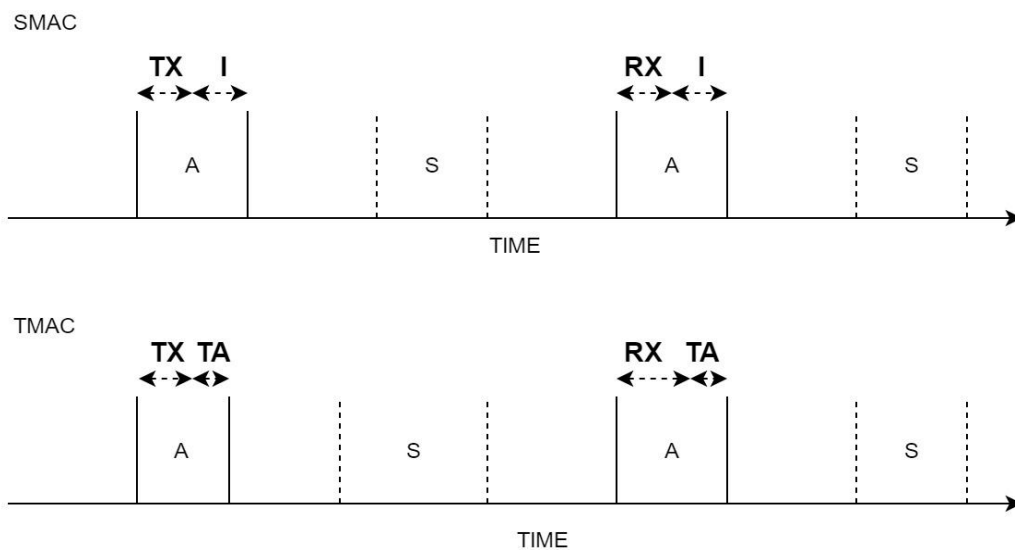 SMAC
TX I RX I
A S A S
TIME
TMAC
TX TA RX TA
A S A S
TIME